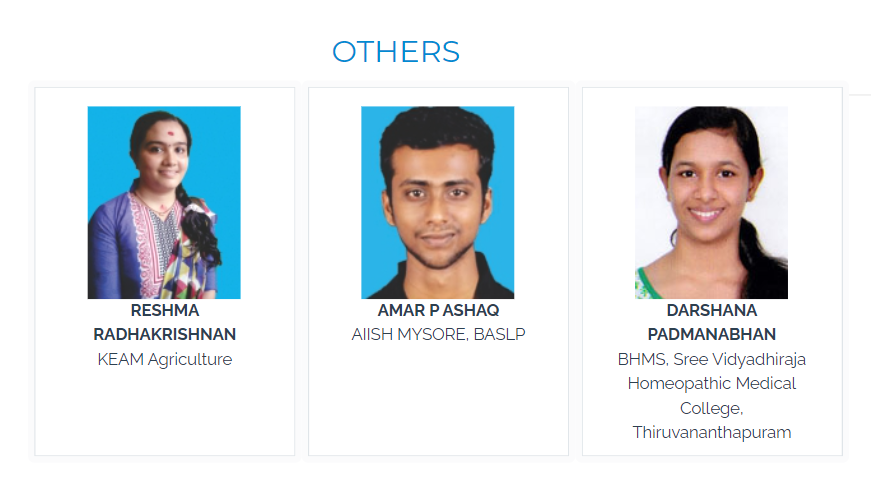 OTHERS
RESHMA
RADHAKRISHNAN
KEAM Agriculture
AMAR P ASHAQ
AIISH MYSORE, BASLP
DARSHANA
PADMANABHAN
BHMS, Sree Vidyadhiraja
Homeopathic Medical
College,
Thiruvananthapuram